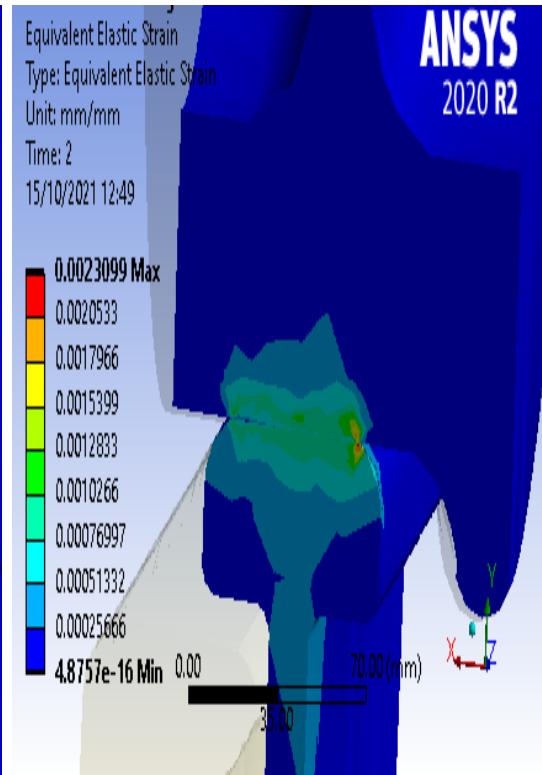 Equivalent Elastic Strain
Type: Equivalent Elastic Strain
Unit: mm/mm
Time: 2
15/10/2021 12:49
ANSYS
2020 R2
0.0023099 Max
0.0020533
0.0017966
0.0015399
0.0012833
0.0010266
0.00076997
0.00051332
0.00025666
4.8757e-16 Min
0.00
70.00 (mm)
35.00
Y
X
Z